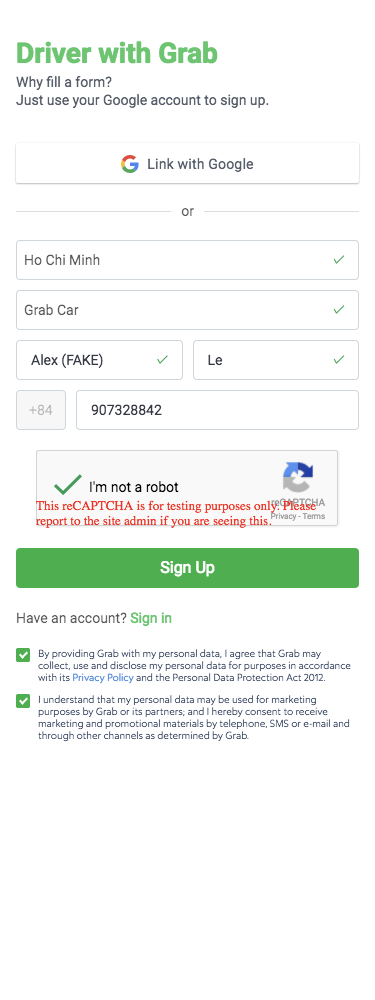 Driver with Grab
Why fill a form?
Just use your Google account to sign up.
Link with Google
or
Ho Chi Minh
Grab Car
Alex (FAKE)
Le
+84
907328842
I'm not a robot
reCAPTCHA
This reCAPTCHA is for testing purposes only. Please
report to the site admin if you are seeing this.
Privacy - Terms
Sign Up
Have an account? Sign in
By providing Grab with my personal data, I agree that Grab may
collect, use and disclose my personal data for purposes in accordance
with its Privacy Policy and the Personal Data Protection Act 2012.
I understand that my personal data may be used for marketing
purposes by Grab or its partners; and I hereby consent to receive
marketing and promotional materials by telephone, SMS or e-mail and
through other channels as determined by Grab.